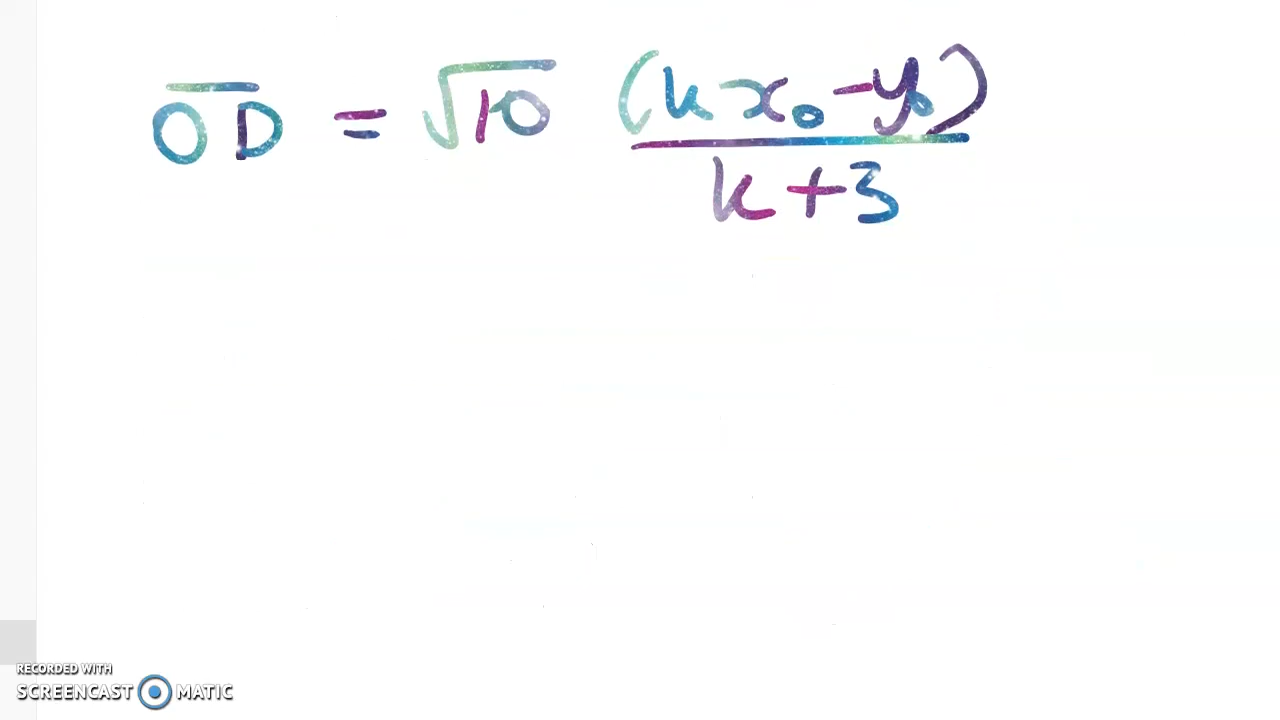 OD = √10 (kx₀ - y₀)
k + 3
RECORDED WITH
SCREENCAST MATIC